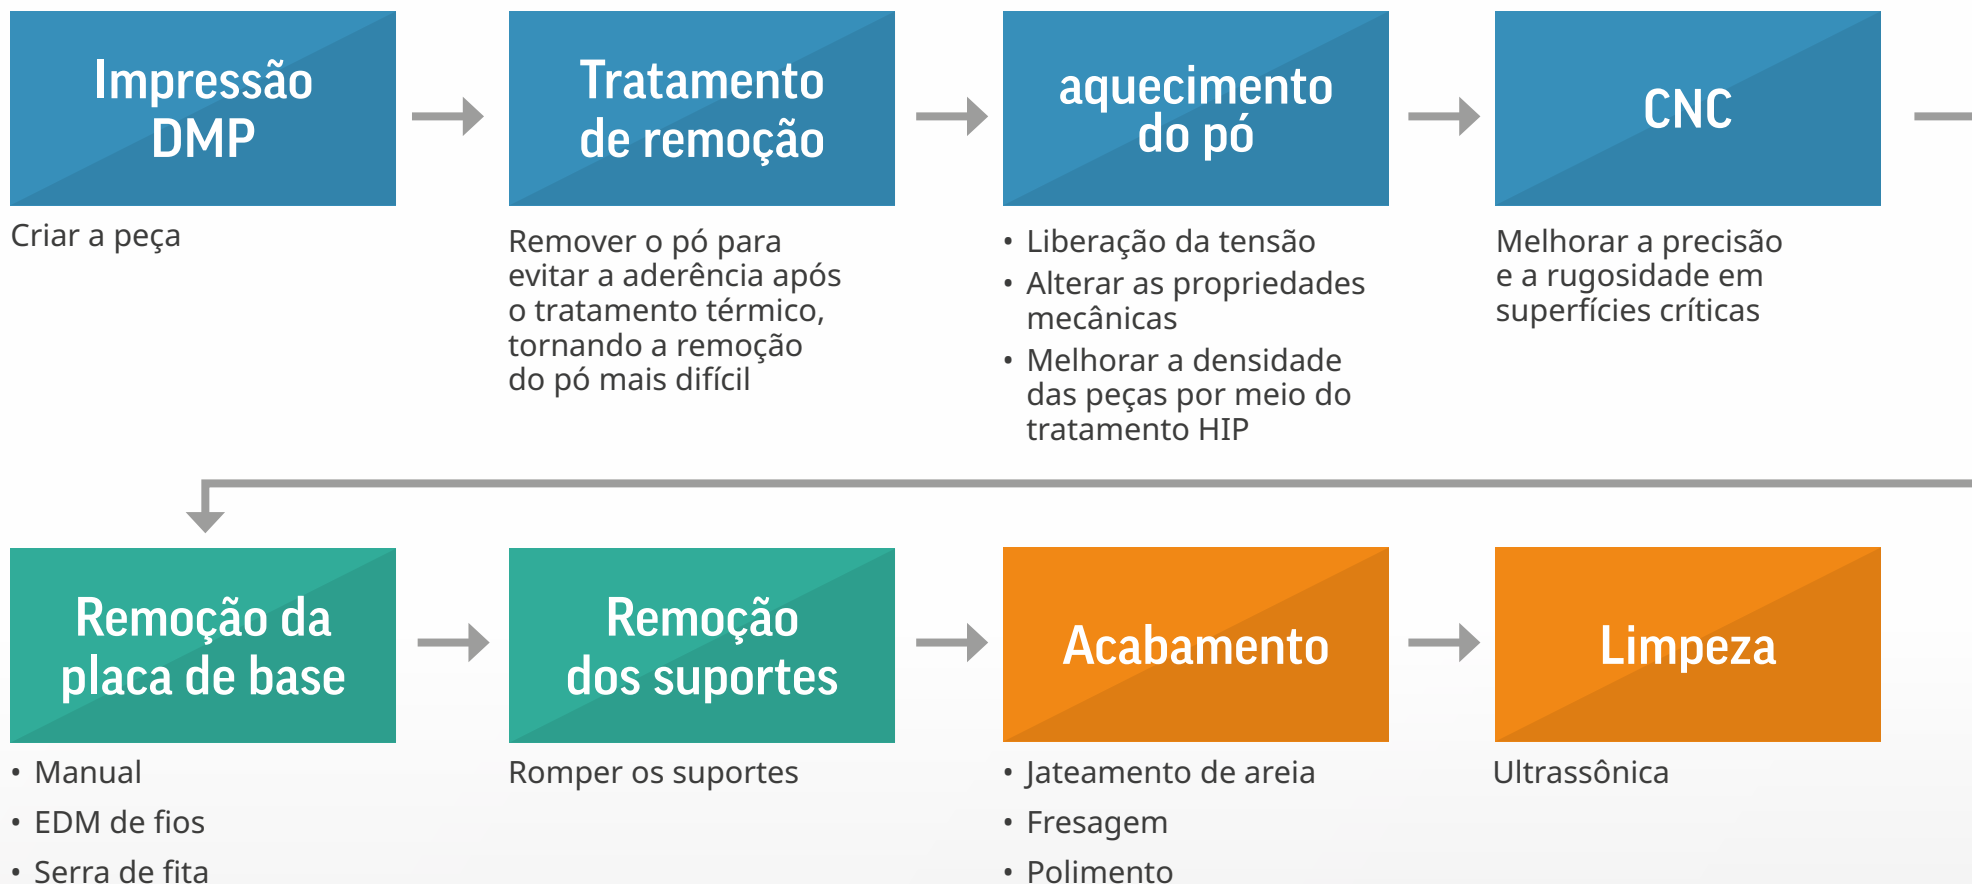 Impressão
DMP
Criar a peça
Tratamento
de remoção
Remover o pó para
evitar a aderência após
o tratamento térmico,
tornando a remoção
do pó mais difícil
aquecimento
do pó
• Liberação da tensão
• Alterar as propriedades
mecânicas
• Melhorar a densidade
das peças por meio do
tratamento HIP
CNC
Melhorar a precisão
e a rugosidade em
superfícies críticas
Remoção da
placa de base
• Manual
• EDM de fios
• Serra de fita
Remoção
dos suportes
Romper os suportes
Acabamento
• Jateamento de areia
• Fresagem
• Polimento
Limpeza
Ultrassônica